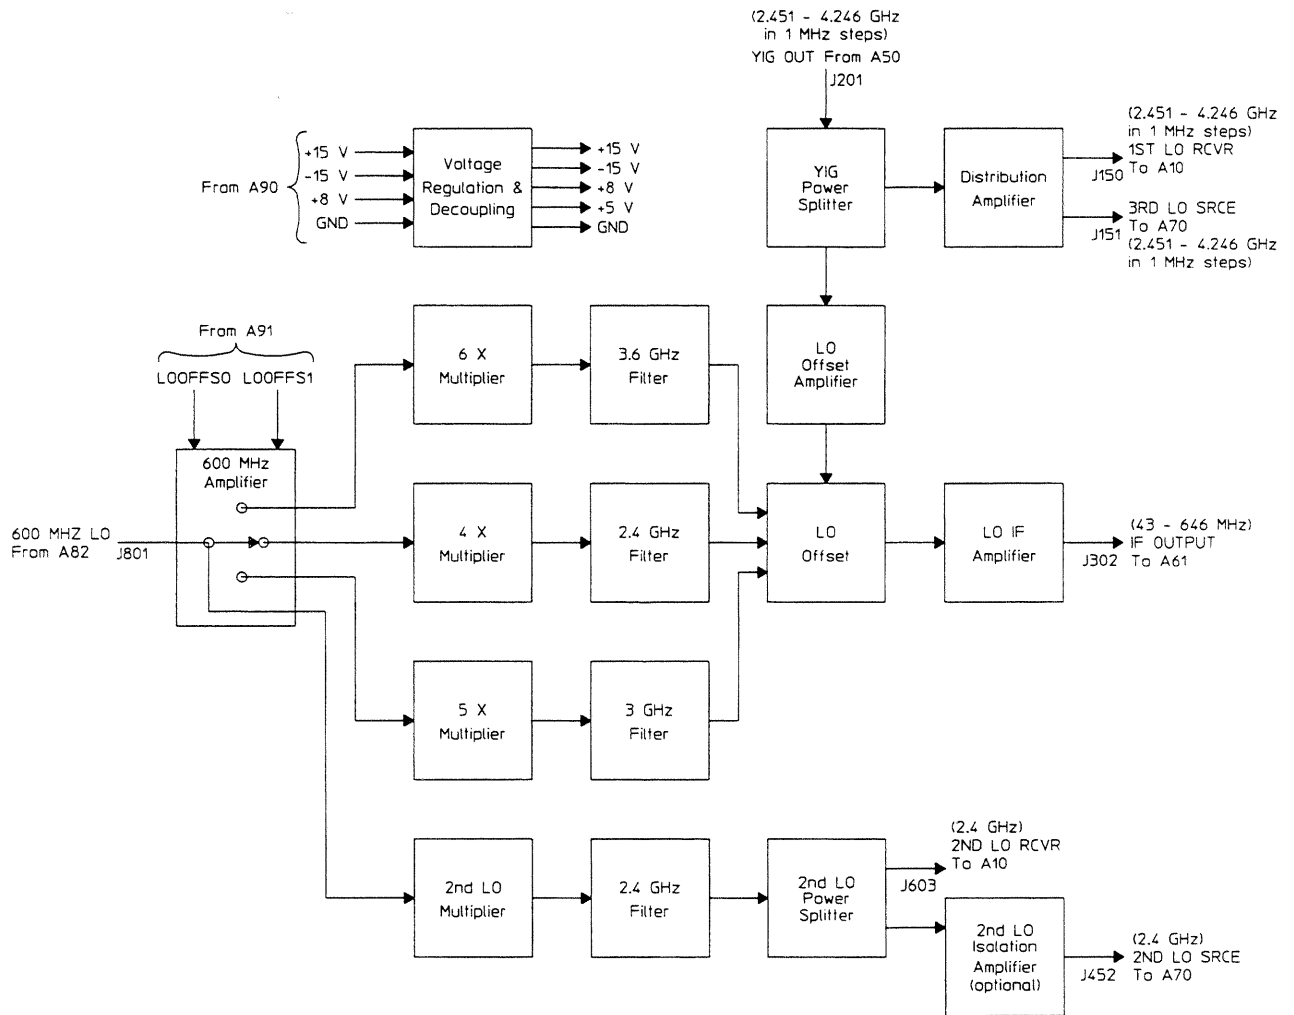 (2.451 - 4.246 GHz
in 1 MHz steps)
YIG OUT From A50
J201
From A90
+15 V
-15 V
+8 V
GND
Voltage
Regulation &
Decoupling
+15 V
-15 V
+8 V
+5 V
GND
YIG
Power
Splitter
Distribution
Amplifier
(2.451 - 4.246 GHz
in 1 MHz steps)
1ST LO RCVR
To A10
J150
3RD LO SRCE
To A70
J151
(2.451 - 4.246 GHz
in 1 MHz steps)
From A91
LOOFFS0 LOOFFS1
6 X
Multiplier
3.6 GHz
Filter
LO
Offset
Amplifier
600 MHz
Amplifier
600 MHZ LO
From A82
J801
4 X
Multiplier
2.4 GHz
Filter
LO
Offset
LO IF
Amplifier
(43 - 646 MHz)
IF OUTPUT
To A61
J302
5 X
Multiplier
3 GHz
Filter
2nd LO
Multiplier
2.4 GHz
Filter
2nd LO
Power
Splitter
(2.4 GHz)
2ND LO RCVR
To A10
J603
2nd LO
Isolation
Amplifier
(optional)
(2.4 GHz)
2ND LO SRCE
To A70
J452